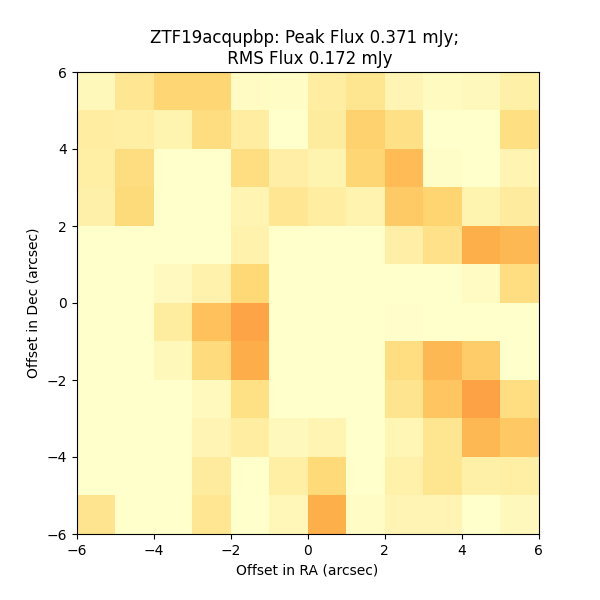 ZTF19acqupbp: Peak Flux 0.371 mJy;
RMS Flux 0.172 mJy
6
4
2
0
−2
−4
−6
Offset in Dec (arcsec)
−6 −4 −2 0 2 4 6
Offset in RA (arcsec)